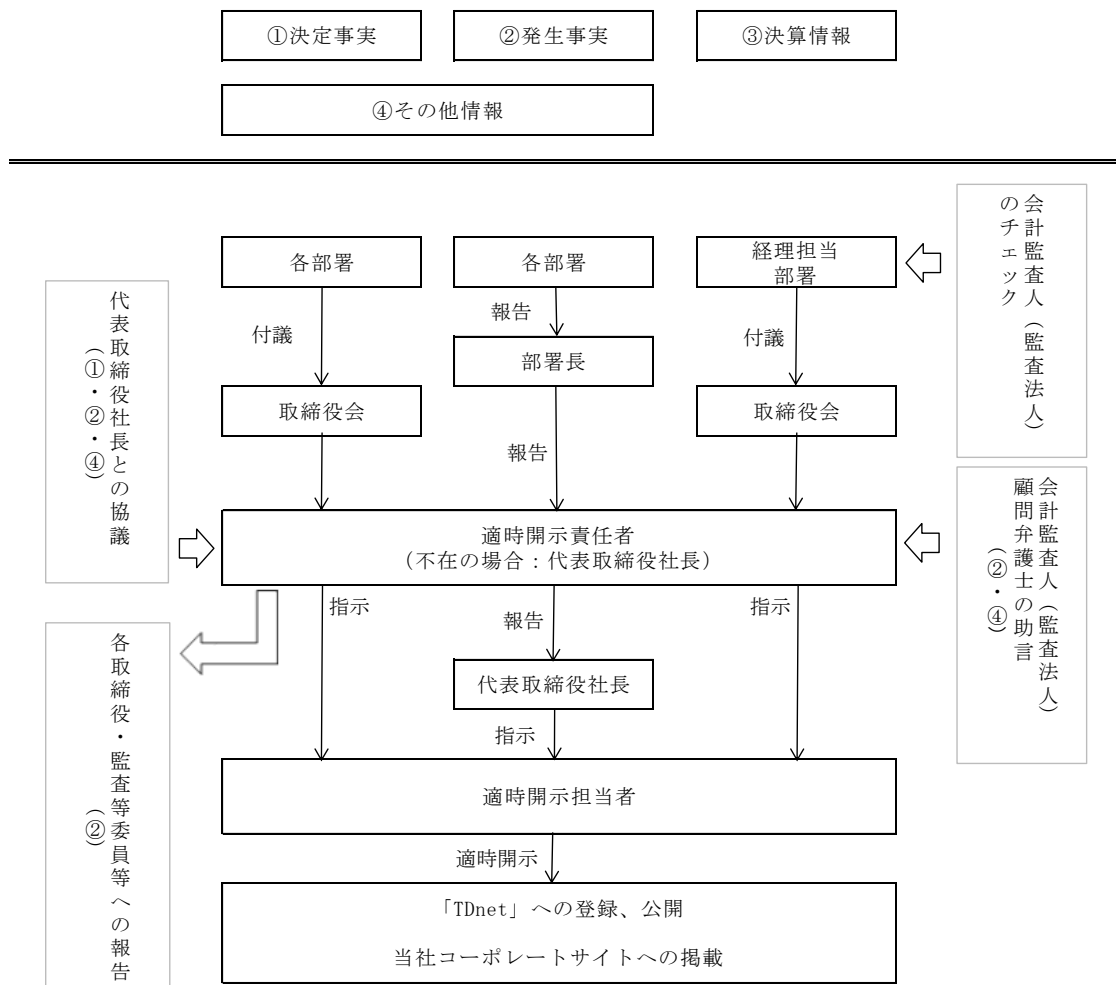 ①決定事実
②発生事実
③決算情報
④その他情報
会計監査人（監査法人）
のチェック
各部署
各部署
経理担当
部署
代表取締役社長との協議
（①・②・④）
付議
報告
付議
部署長
取締役会
取締役会
報告
会計監査人（監査法人）
顧問弁護士の助言
（②・④）
適時開示責任者
（不在の場合：代表取締役社長）
指示
報告
指示
各取締役・監査等委員等への報告
（②）
代表取締役社長
指示
適時開示担当者
適時開示
「TDnet」への登録、公開
当社コーポレートサイトへの掲載